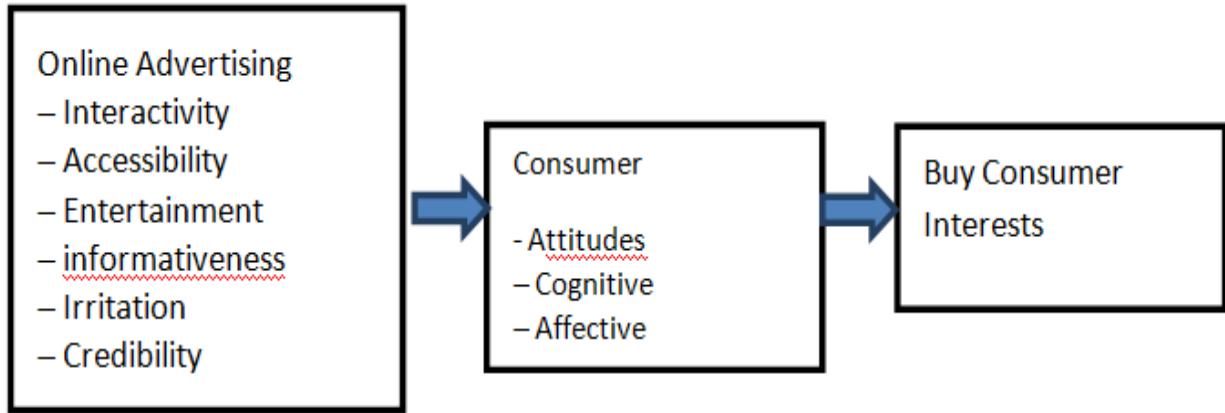 Online Advertising
– Interactivity
– Accessibility
– Entertainment
– informativeness
– Irritation
– Credibility
Consumer
- Attitudes
– Cognitive
– Affective
Buy Consumer
Interests